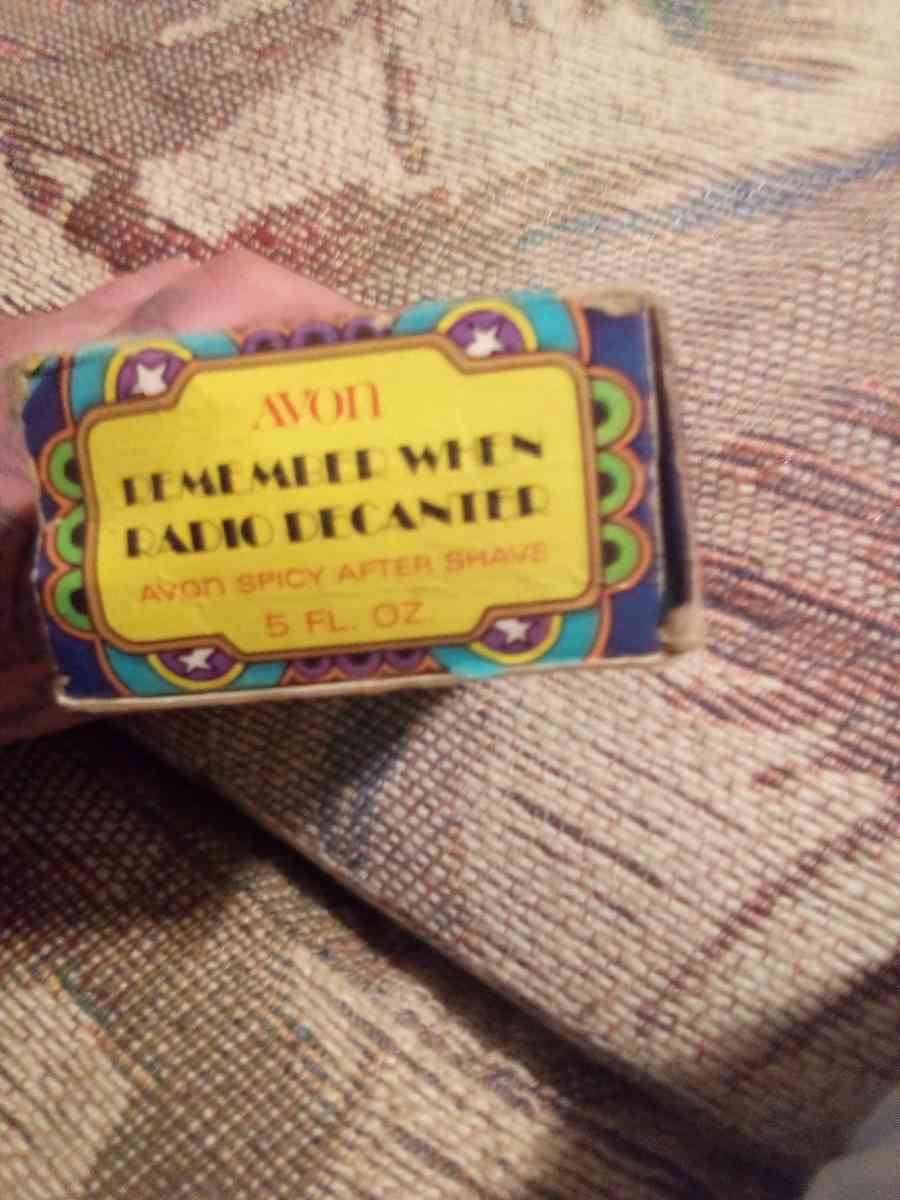 AVON
REMEMBER WHEN
RADIO DECANTER
AVON SPICY AFTER SHAVE
5 FL. OZ.